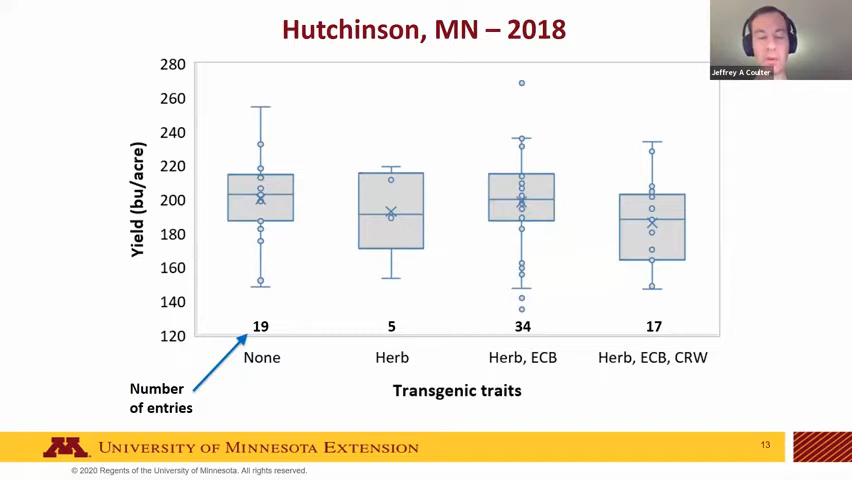 Hutchinson, MN – 2018
Jeffrey A Coulter
Yield (bu/acre)
280
260
240
220
200
180
160
140
120
19
5
34
17
None
Herb
Herb, ECB
Herb, ECB, CRW
Number
of entries
Transgenic traits
M
UNIVERSITY OF MINNESOTA EXTENSION
13
© 2020 Regents of the University of Minnesota. All rights reserved.